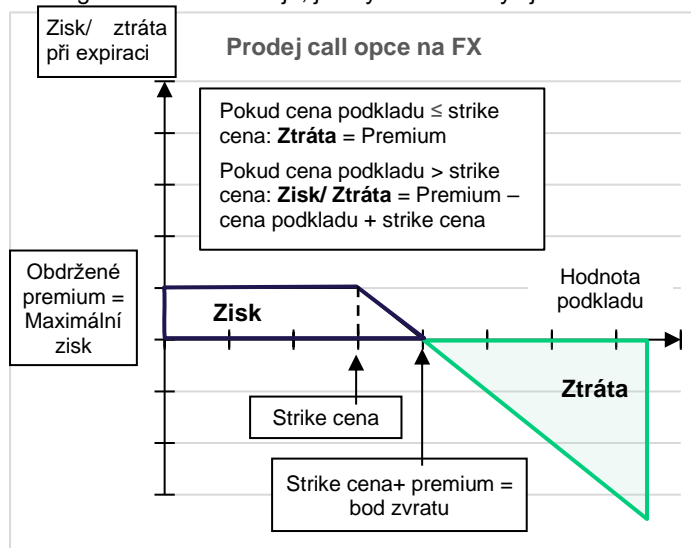 Zisk/ ztráta
při expiraci
Prodej call opce na FX
Pokud cena podkladu ≤ strike
cena: Ztráta = Premium
Pokud cena podkladu > strike
cena: Zisk/ Ztráta = Premium –
cena podkladu + strike cena
Obdržené
premium =
Maximální
zisk
Zisk
Hodnota
podkladu
Ztráta
Strike cena
Strike cena+ premium =
bod zvratu